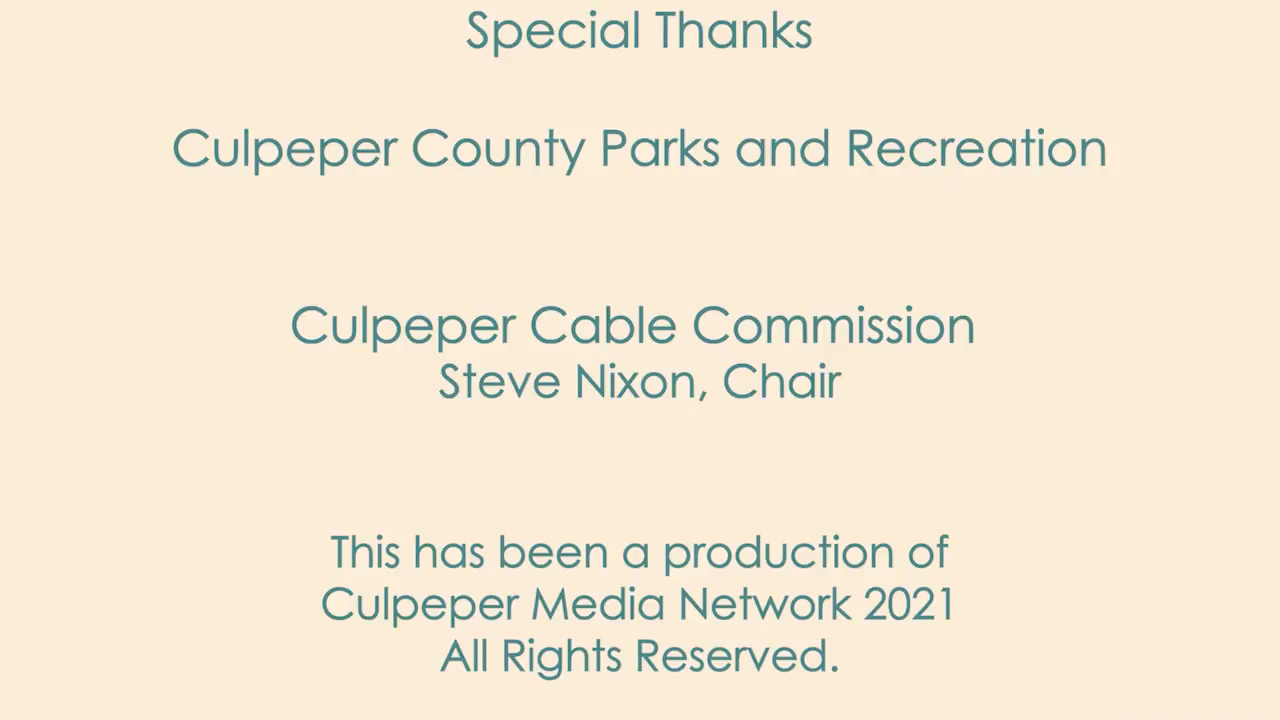 Special Thanks
Culpeper County Parks and Recreation
Culpeper Cable Commission
Steve Nixon, Chair
This has been a production of
Culpeper Media Network 2021
All Rights Reserved.